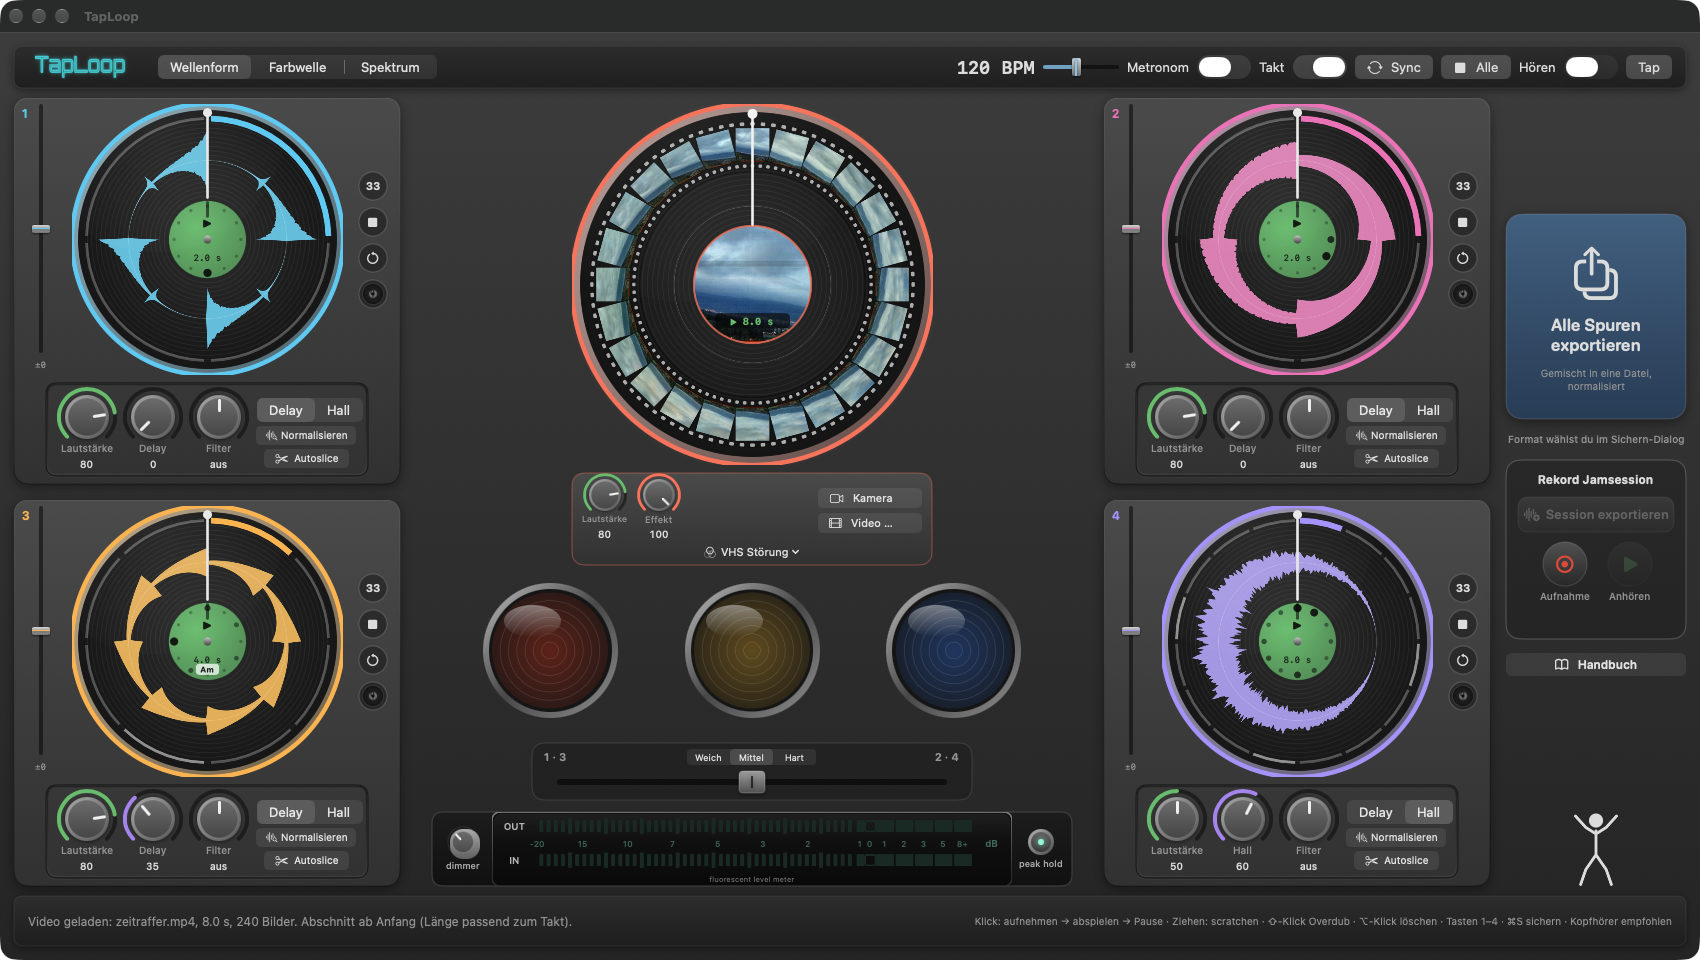 TapLoop
TapLoop
Wellenform Farbwelle Spektrum
120 BPM Metronom Takt Sync Alle Hören Tap
1
33
2.0 s
±0
Delay Hall
Normalisieren
Autoslice
Lautstärke Delay Filter
80 0 aus
8.0 s
Kamera
Video ...
Lautstärke Effekt
80 100
VHS Störung
2
33
2.0 s
±0
Delay Hall
Normalisieren
Autoslice
Lautstärke Delay Filter
80 0 aus
3
33
4.0 s
Am
±0
Delay Hall
Normalisieren
Autoslice
Lautstärke Delay Filter
80 35 aus
4
33
8.0 s
±0
Delay Hall
Normalisieren
Autoslice
Lautstärke Hall Filter
50 60 aus
1 · 3 Weich Mittel Hart 2 · 4
OUT
-20 15 10 7 5 3 2 1 0 1 2 3 5 8+ dB
IN
fluorescent level meter
dimmer
peak hold
Alle Spuren
exportieren
Gemischt in eine Datei,
normalisiert
Format wählst du im Sichern-Dialog
Rekord Jamsession
Session exportieren
Aufnahme Anhören
Handbuch
Video geladen: zeitraffer.mp4, 8.0 s, 240 Bilder. Abschnitt ab Anfang (Länge passend zum Takt).
Klick: aufnehmen → abspielen → Pause · Ziehen: scratchen · ⇧-Klick Overdub · ⌥-Klick löschen · Tasten 1–4 · ⌘S sichern · Kopfhörer empfohlen